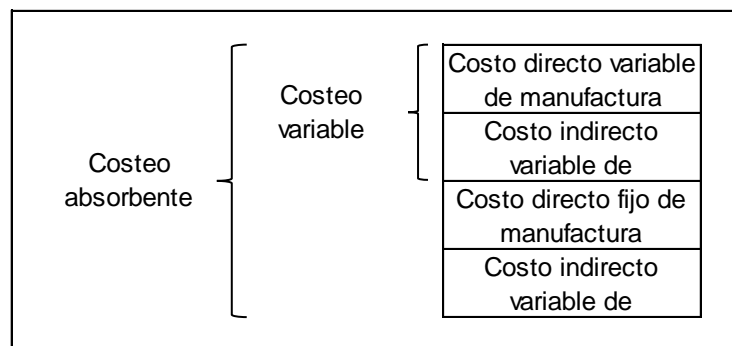 Costeo
absorbente
Costeo
variable
Costo directo variable
de manufactura
Costo indirecto
variable de
Costo directo fijo de
manufactura
Costo indirecto
variable de